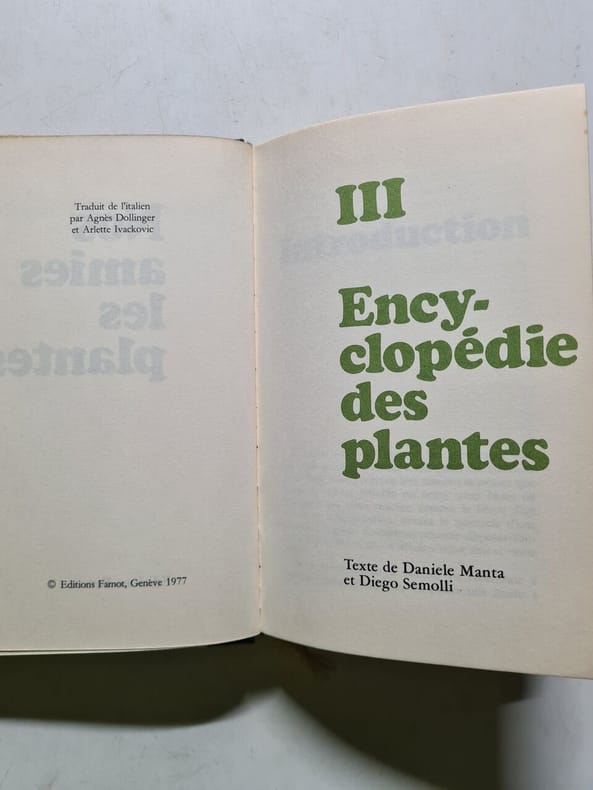 Traduit de l'italien
par Agnès Dollinger
et Arlette Ivackovic
© Editions Famot, Genève 1977
III
Ency-
clopédie
des
plantes
Texte de Daniele Manta
et Diego Semolli